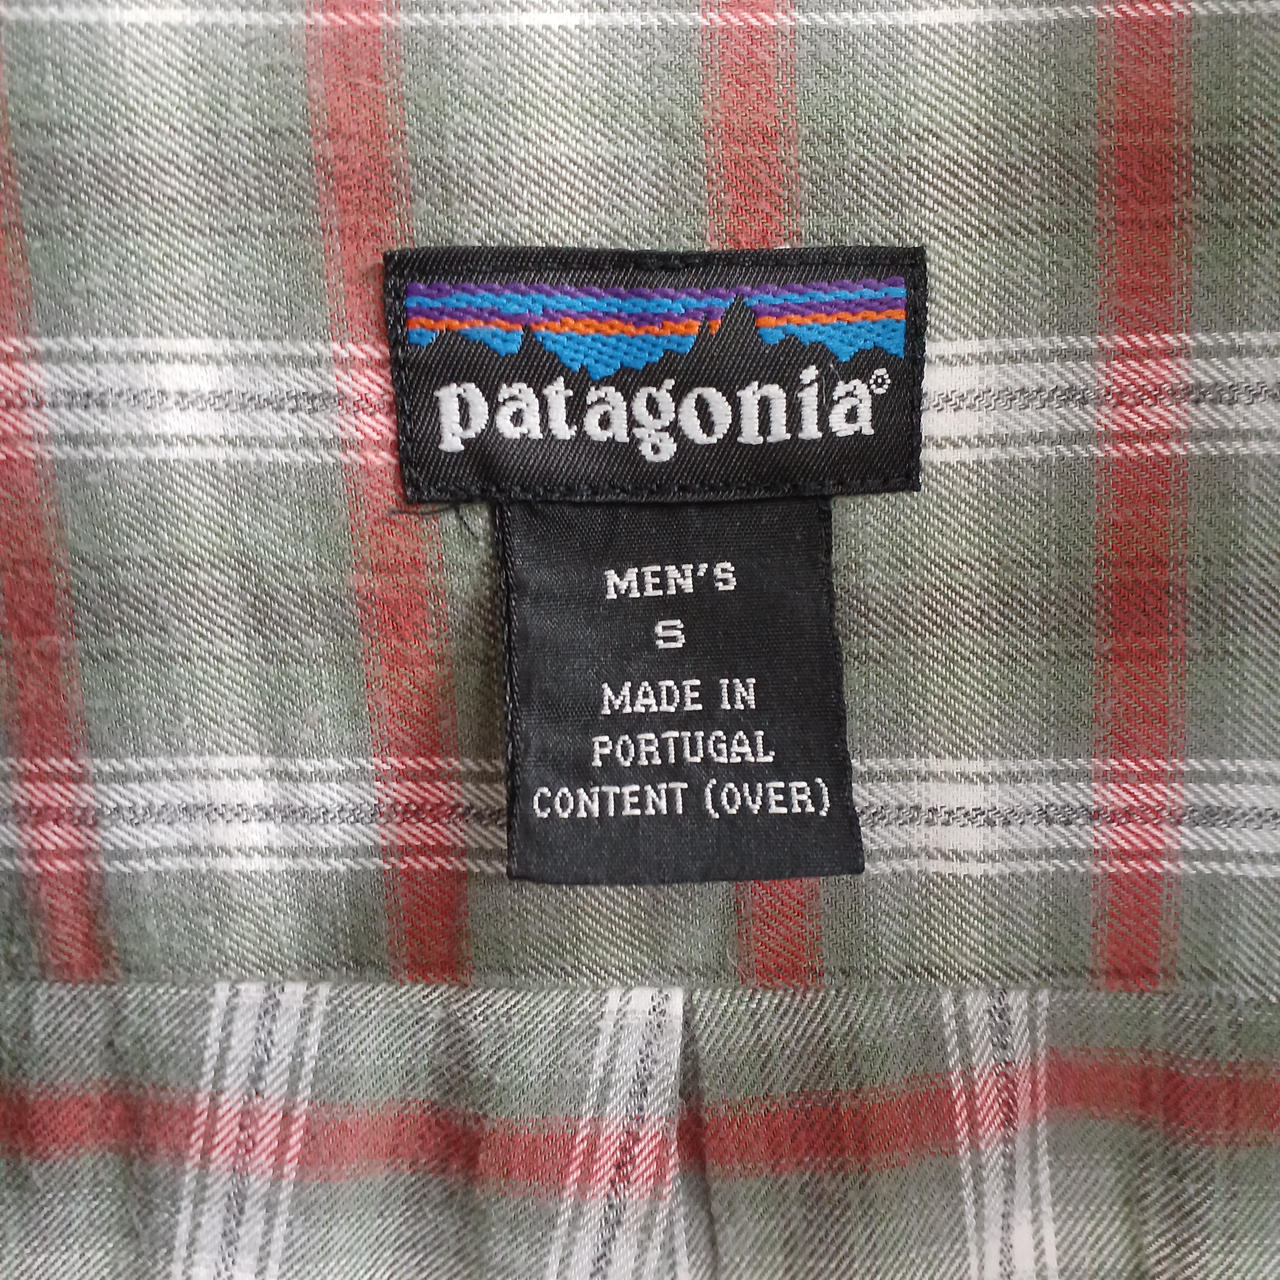 patagonia®
MEN'S
S
MADE IN
PORTUGAL
CONTENT (OVER)